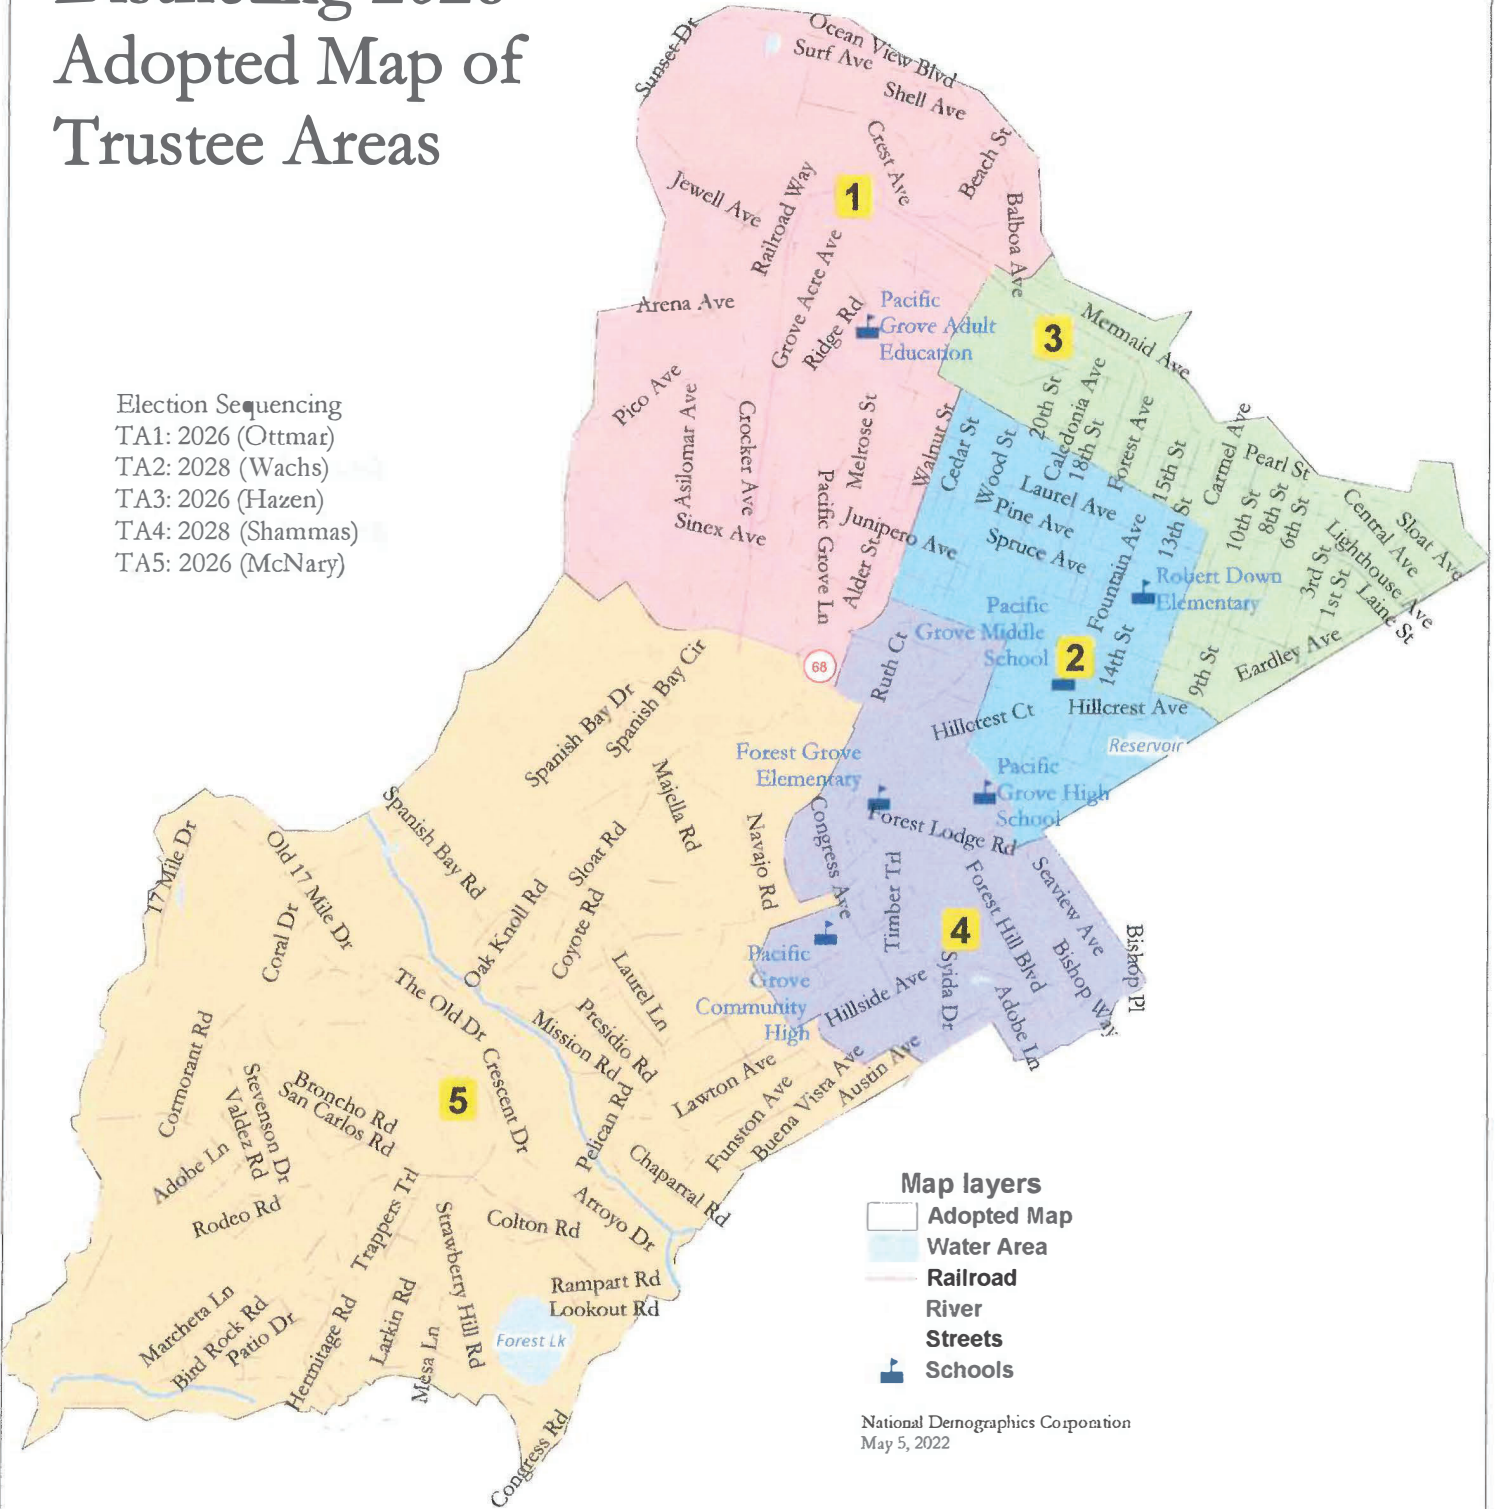 Adopted Map of
Trustee Areas
Election Sequencing
TA1: 2026 (Ottmar)
TA2: 2028 (Wachs)
TA3: 2026 (Hazen)
TA4: 2028 (Shammas)
TA5: 2026 (McNary)
Sunset Dr
Ocean View Blvd
Surf Ave
Shell Ave
Crest Ave
Beach St
Jewell Ave
Railroad Way
1
Balboa Ave
Grove Acre Ave
Arena Ave
Ridge Rd
Pacific
Grove Adult
Education
3
Mermaid Ave
Pico Ave
Asilomar Ave
Crocker Ave
Melrose St
Walnut St
Cedar St
Wood St
20th St
Caledonia Ave
18th St
Forest Ave
15th St
Carmel Ave
Pearl St
Laurel Ave
Pine Ave
Spruce Ave
Sinex Ave
Pacific Grove Ln
Junipero Ave
Alder St
Fountain Ave
13th St
10th St
8th St
6th St
Central Ave
Sloat Ave
Lighthouse Ave
3rd St
1st St
Laine St
Robert Down
Elementary
Pacific
Grove Middle
School
2
14th St
9th St
Eardley Ave
68
Ruth Ct
Hillcrest Ct
Hillcrest Ave
Reservoir
Spanish Bay Dr
Spanish Bay Cir
Forest Grove
Elementary
Pacific
Grove High
School
Majella Rd
Forest Lodge Rd
Congress Ave
Navajo Rd
Timber Trl
Forest Hill Blvd
Seaview Ave
Bishop Pl
Bishop Way
4
Syida Dr
Adobe Ln
Hillside Ave
Pacific
Grove
Community
High
17 Mile Dr
Old 17 Mile Dr
Spanish Bay Rd
Sloat Rd
Oak Knoll Rd
Coyote Rd
Coral Dr
Laurel Ln
The Old Dr
Mission Rd
Presidio Rd
Cormorant Rd
Crescent Dr
Lawton Ave
Funston Ave
Buena Vista Ave
Austin Ave
Stevenson Dr
Valdez Rd
Broncho Rd
San Carlos Rd
5
Pelican Rd
Adobe Ln
Chaparral Rd
Rodeo Rd
Trappers Trl
Strawberry Hill Rd
Colton Rd
Arroyo Dr
Rampart Rd
Lookout Rd
Marcheta Ln
Bird Rock Rd
Patio Dr
Hermitage Rd
Larkin Rd
Mesa Ln
Forest Lk
Congress Rd
Map layers
Adopted Map
Water Area
Railroad
River
Streets
Schools
National Demographics Corporation
May 5, 2022